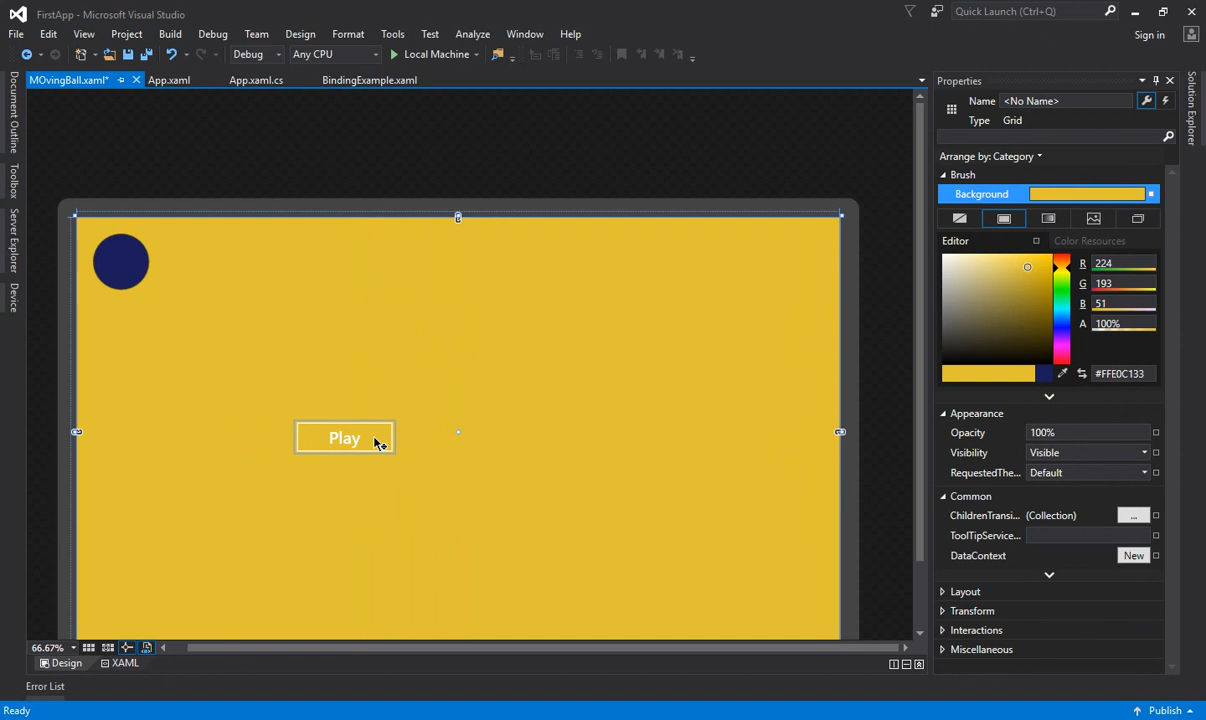 FirstApp - Microsoft Visual Studio
Quick Launch (Ctrl+Q)
File Edit View Project Build Debug Team Design Format Tools Test Analyze Window Help
Sign in
Debug Any CPU Local Machine
MOvingBall.xaml* App.xaml App.xaml.cs BindingExample.xaml
Document Outline
Toolbox
Server Explorer
Device
Play
66.67%
Design XAML
Error List
Ready
Publish
Properties
Name <No Name>
Type Grid
Arrange by: Category
Brush
Background
Editor Color Resources
R 224
G 193
B 51
A 100%
#FFE0C133
Appearance
Opacity 100%
Visibility Visible
RequestedThe... Default
Common
ChildrenTransi... (Collection) ...
ToolTipService...
DataContext New
Layout
Transform
Interactions
Miscellaneous
Solution Explorer